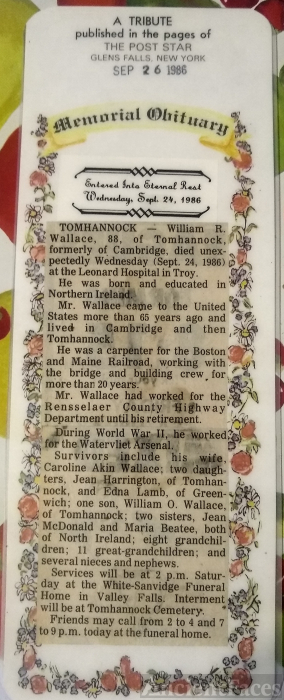 A TRIBUTE
published in the pages of
THE POST STAR
GLENS FALLS, NEW YORK
SEP 26 1986
Memorial Obituary
Entered Into Eternal Rest
Wednesday, Sept. 24, 1986
TOMHANNOCK — William R.
Wallace, 88, of Tomhannock,
formerly of Cambridge, died unex-
pectedly Wednesday (Sept. 24, 1986)
at the Leonard Hospital in Troy.
He was born and educated in
Northern Ireland.
Mr. Wallace came to the United
States more than 65 years ago and
lived in Cambridge and then
Tomhannock.
He was a carpenter for the Boston
and Maine Railroad, working with
the bridge and building crew for
more than 20 years.
Mr. Wallace had worked for the
Rensselaer County Highway
Department until his retirement.
During World War II, he worked
for the Watervliet Arsenal.
Survivors include his wife
Caroline Akin Wallace; two daugh-
ters, Jean Harrington, of Tomhan-
nock, and Edna Lamb, of Green-
wich; one son, William O. Wallace,
of Tomhannock; two sisters, Jean
McDonald and Maria Beatee, both
of North Ireland; eight grandchil-
dren; 11 great-grandchildren; and
several nieces and nephews.
Services will be at 2 p.m. Satur-
day at the White-Sanvidge Funeral
Home in Valley Falls. Interment
will be at Tomhannock Cemetery.
Friends may call from 2 to 4 and 7
to 9 p.m. today at the funeral home.